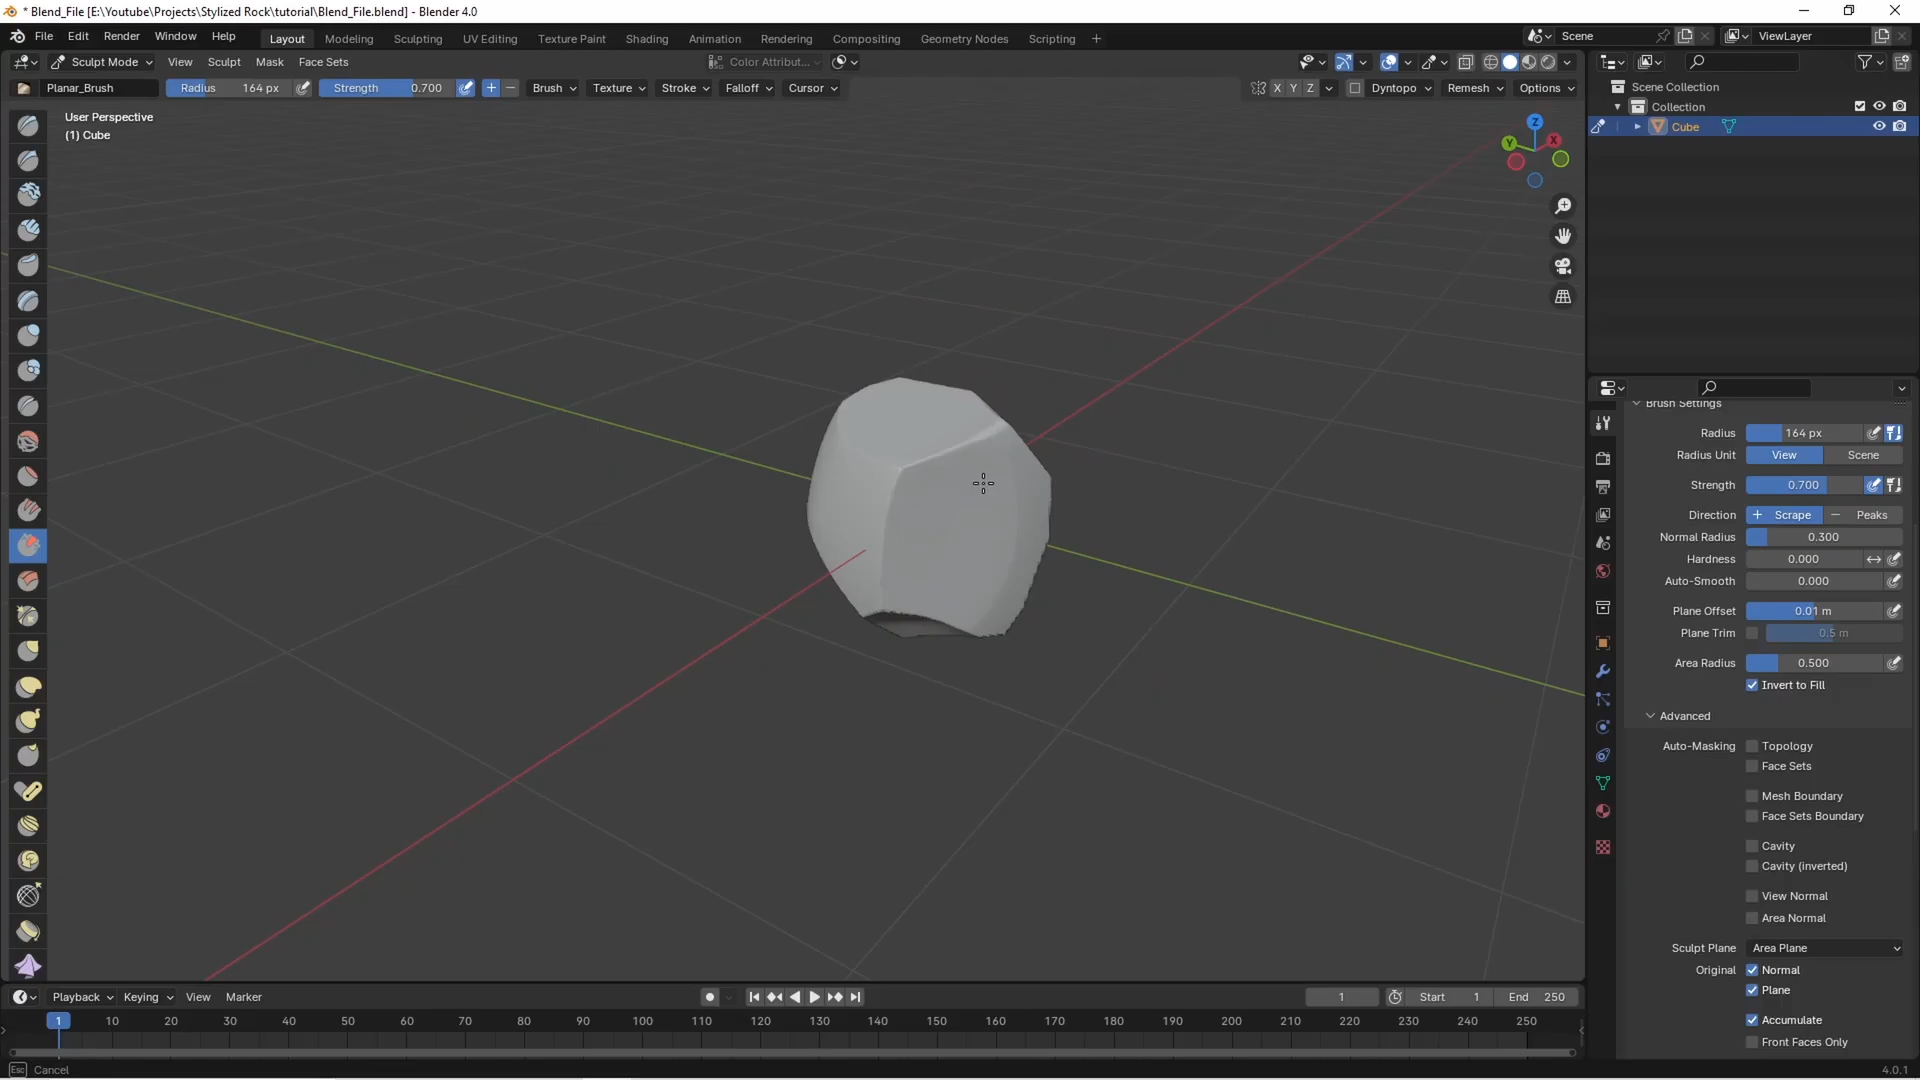 * Blend_File [E:\Youtube\Projects\Stylized Rock\tutorial\Blend_File.blend] - Blender 4.0
File Edit Render Window Help Layout Modeling Sculpting UV Editing Texture Paint Shading Animation Rendering Compositing Geometry Nodes Scripting + Scene ViewLayer
Sculpt Mode View Sculpt Mask Face Sets Color Attribut...
Planar_Brush Radius 164 px Strength 0.700 Brush Texture Stroke Falloff Cursor X Y Z Dyntopo Remesh Options
User Perspective
(1) Cube
Z
Y
X
Scene Collection
Collection
Cube
Brush Settings
Radius 164 px
Radius Unit View Scene
Strength 0.700
Direction + Scrape − Peaks
Normal Radius 0.300
Hardness 0.000
Auto-Smooth 0.000
Plane Offset 0.01 m
Plane Trim 0.5 m
Area Radius 0.500
Invert to Fill
Advanced
Auto-Masking Topology
Face Sets
Mesh Boundary
Face Sets Boundary
Cavity
Cavity (inverted)
View Normal
Area Normal
Sculpt Plane Area Plane
Original Normal
Plane
Accumulate
Front Faces Only
Playback Keying View Marker 1 Start 1 End 250
1 10 20 30 40 50 60 70 80 90 100 110 120 130 140 150 160 170 180 190 200 210 220 230 240 250
Esc Cancel 4.0.1